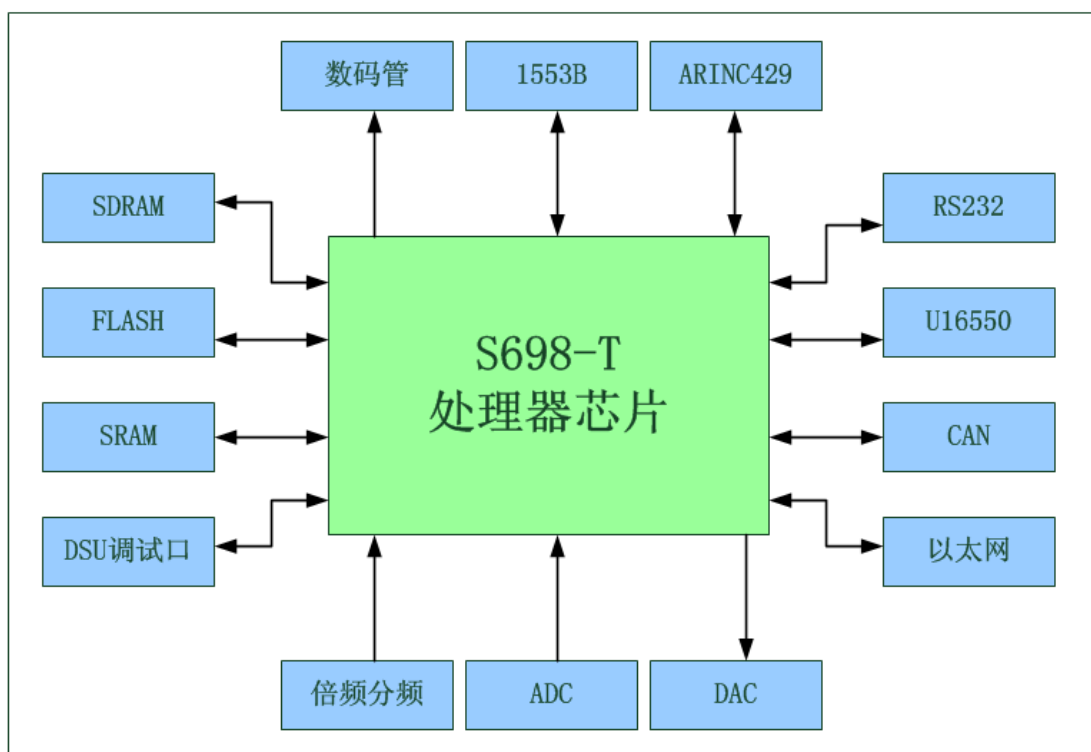 数码管
1553B
ARINC429
SDRAM
RS232
FLASH
U16550
S698-T
处理器芯片
SRAM
CAN
DSU调试口
以太网
倍频分频
ADC
DAC